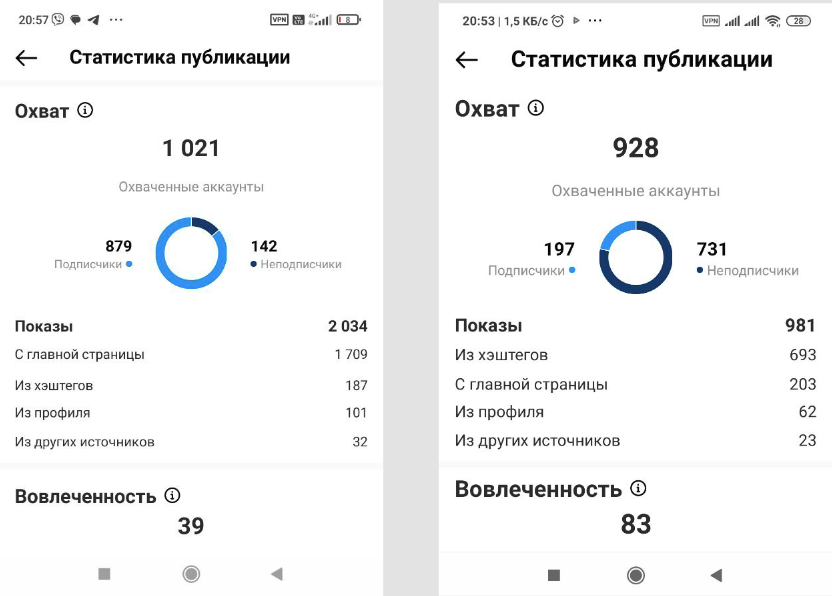 20:57
VPN
4G+
8
Статистика публикации
Охват
1 021
Охваченные аккаунты
879
Подписчики
142
Неподписчики
Показы 2 034
С главной страницы 1 709
Из хэштегов 187
Из профиля 101
Из других источников 32
Вовлеченность
39
20:53 | 1,5 КБ/с
VPN
28
Статистика публикации
Охват
928
Охваченные аккаунты
197
Подписчики
731
Неподписчики
Показы 981
Из хэштегов 693
С главной страницы 203
Из профиля 62
Из других источников 23
Вовлеченность
83